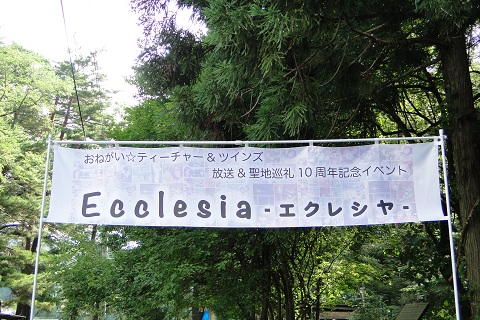 おねがい☆ティーチャー&ツインズ
放送&聖地巡礼10周年記念イベント
Ecclesia -エクレシヤ-